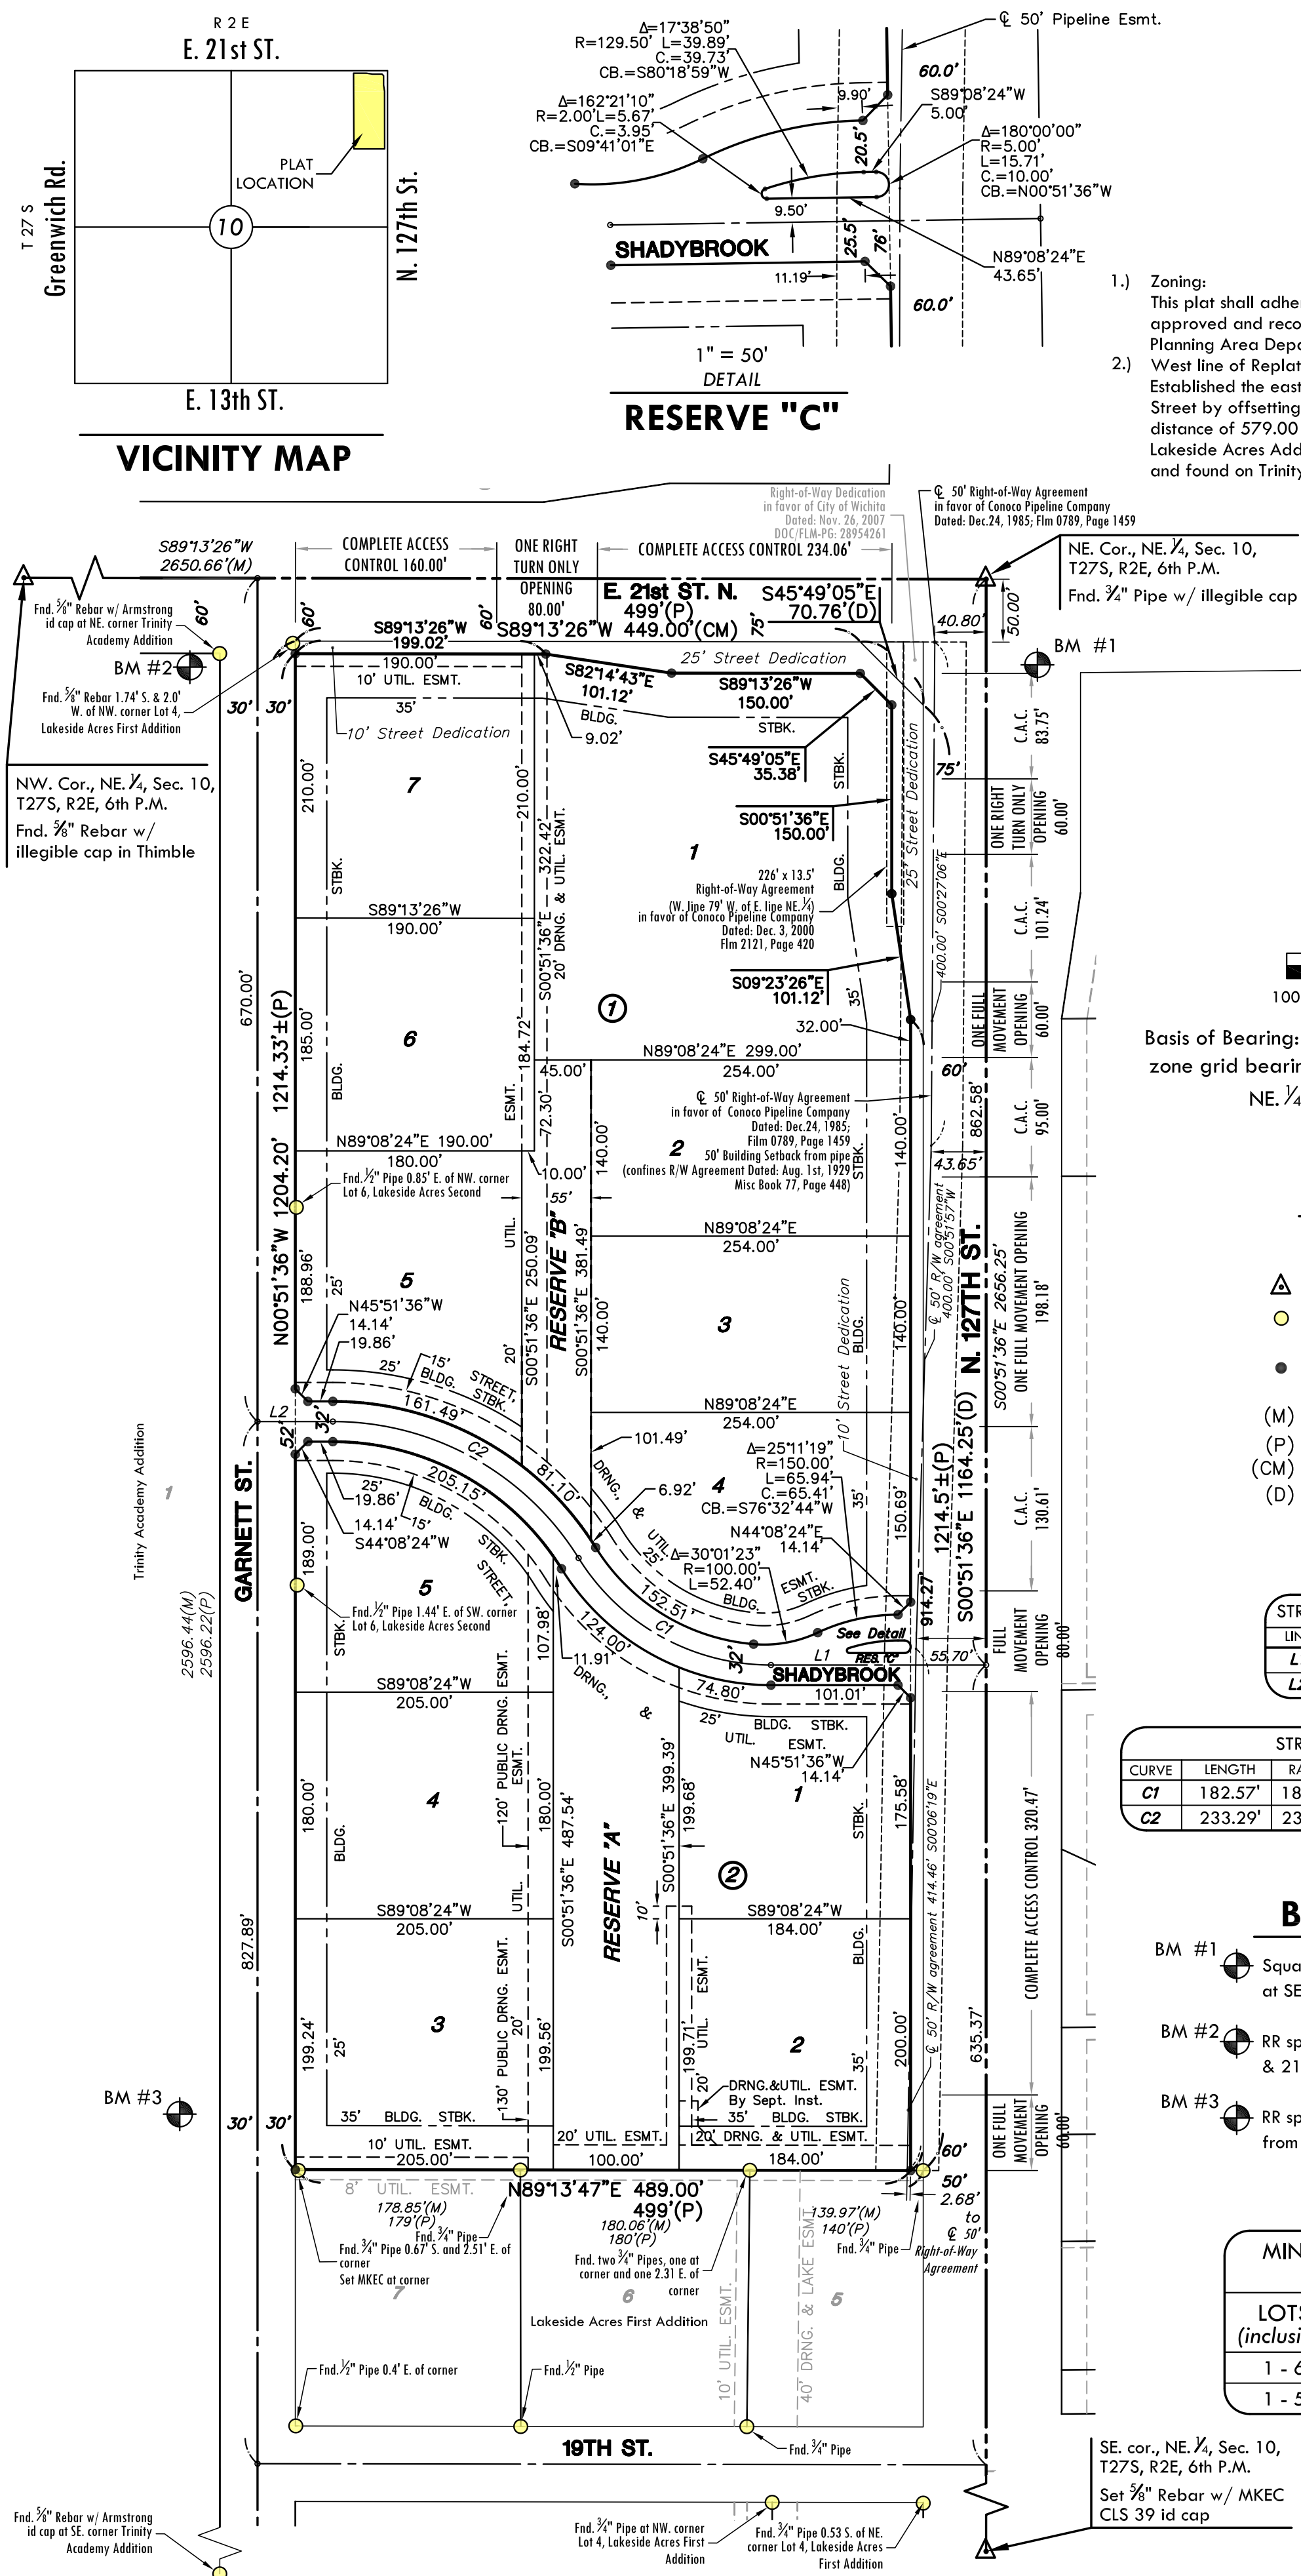 R 2 E
E. 21st ST.
T 27 S
Greenwich Rd.
PLAT
LOCATION
10
N. 127th St.
E. 13th ST.
VICINITY MAP
Δ=17°38'50"
R=129.50' L=39.89'
C.=39.73'
CB.=S80°18'59"W
Δ=162°21'10"
R=2.00'L=5.67'
C.=3.95'
CB.=S09°41'01"E
℄ 50' Pipeline Esmt.
60.0'
9.90'
S89°08'24"W
5.00'
20.5'
Δ=180°00'00"
R=5.00'
L=15.71'
C.=10.00'
CB.=N00°51'36"W
9.50'
SHADYBROOK
25.5'
76'
N89°08'24"E
43.65'
11.19'
60.0'
1" = 50'
DETAIL
RESERVE "C"
1.) Zoning:
This plat shall adhe
approved and reco
Planning Area Depa
2.) West line of Replat
Established the east
Street by offsetting
distance of 579.00
Lakeside Acres Add
and found on Trinity
Right-of-Way Dedication
in favor of City of Wichita
Dated: Nov. 26, 2007
DOC/FLM-PG: 28954261
℄ 50' Right-of-Way Agreement
in favor of Conoco Pipeline Company
Dated: Dec.24, 1985; Flm 0789, Page 1459
S89°13'26"W
2650.66'(M)
COMPLETE ACCESS
CONTROL 160.00'
ONE RIGHT
TURN ONLY
OPENING
80.00'
COMPLETE ACCESS CONTROL 234.06'
NE. Cor., NE.¼, Sec. 10,
T27S, R2E, 6th P.M.
Fnd. ¾" Pipe w/ illegible cap
Fnd. ⅝" Rebar w/ Armstrong
id cap at NE. corner Trinity
Academy Addition
60'
60'
60'
E. 21st ST. N.
499'(P)
S45°49'05"E
70.76'(D)
75'
40.80'
50.00'
S89°13'26"W
199.02'
S89°13'26"W 449.00'(CM)
BM #1
BM #2
190.00'
10' UTIL. ESMT.
S82°14'43"E
101.12'
25' Street Dedication
S89°13'26"W
150.00'
Fnd. ⅝" Rebar 1.74' S. & 2.0'
W. of NW. corner Lot 4,
Lakeside Acres First Addition
30' 30'
35'
BLDG.
STBK.
10' Street Dedication
9.02'
S45°49'05"E
35.38'
STBK.
75'
C.A.C.
83.75'
NW. Cor., NE.¼, Sec. 10,
T27S, R2E, 6th P.M.
Fnd. ⅝" Rebar w/
illegible cap in Thimble
210.00'
7
210.00'
S00°51'36"E 322.42'
20' DRNG. & UTIL. ESMT.
S00°51'36"E
150.00'
25' Street Dedication
ONE RIGHT
TURN ONLY
OPENING
60.00'
STBK.
1
BLDG.
226' x 13.5'
Right-of-Way Agreement
(W. line 79' W. of E. line NE.¼)
in favor of Conoco Pipeline Company
Dated: Dec. 3, 2000
Flm 2121, Page 420
S89°13'26"W
190.00'
400.00' S00°27'06"E
C.A.C.
101.24'
S09°23'26"E
101.12'
35'
670.00'
1
32.00'
ONE FULL
MOVEMENT
OPENING
60.00'
100
Basis of Bearing:
zone grid bearin
NE. ¼
185.00'
6
184.72'
BLDG.
ESMT.
45.00'
N89°08'24"E 299.00'
254.00'
60'
862.58'
C.A.C.
95.00'
℄ 50' Right-of-Way Agreement
in favor of Conoco Pipeline Company
Dated: Dec.24, 1985;
Film 0789, Page 1459
50' Building Setback from pipe
(confines R/W Agreement Dated: Aug. 1st, 1929
Misc Book 77, Page 448)
2
140.00'
STBK.
140.00'
43.65'
72.30'
N00°51'36"W 1204.20' 1214.33'±(P)
N89°08'24"E 190.00'
180.00'
10.00'
55'
Fnd.½" Pipe 0.85' E. of NW. corner
Lot 6, Lakeside Acres Second
188.96'
25'
5
UTIL.
20'
S00°51'36"E 250.09'
RESERVE "B"
S00°51'36"E 381.49'
N89°08'24"E
254.00'
3
140.00'
10' Street Dedication
BLDG.
140.00'
℄ 50' R/W agreement
400.00' S00°51'57"W
N. 127TH ST.
S00°51'36"E 2656.25'
ONE FULL MOVEMENT OPENING
198.18'
(M)
(P)
(CM)
(D)
N45°51'36"W
14.14'
19.86'
25'
15'
BLDG.
STREET,
STBK.
161.49'
N89°08'24"E
254.00'
L2
52'
32'
C2
101.49'
Δ=25°11'19"
R=150.00'
L=65.94'
C.=65.41'
CB.=S76°32'44"W
4
35'
150.69'
1214.5'±(P)
S00°51'36"E 1164.25'(D)
C.A.C.
130.61'
Trinity Academy Addition
1
GARNETT ST.
205.15'
81.10'
DRNG., & UTIL. ESMT.
6.92'
25'
19.86'
15'
BLDG.
STBK.
STREET,
14.14'
S44°08'24"W
N44°08'24"E
14.14'
Δ=30°01'23"
R=100.00'
L=52.40"
BLDG.
STBK.
189.00'
5
Fnd.½" Pipe 1.44' E. of SW. corner
Lot 6, Lakeside Acres Second
STBK.
2596.44(M)
2596.22(P)
107.98'
152.51'
124.00'
C1
11.91'
DRNG., &
32'
See Detail
RES. "C"
L1
SHADYBROOK
914.27
55.70'
FULL
MOVEMENT
OPENING
80.00'
74.80'
101.01'
STR
LIN
L
L2
S89°08'24"W
205.00'
25'
BLDG. STBK.
UTIL. ESMT.
N45°51'36"W
14.14'
STR
CURVE LENGTH RA
C1 182.57' 18
C2 233.29' 23
180.00'
4
BLDG.
120' PUBLIC DRNG. ESMT.
ESMT.
UTIL.
180.00'
S00°51'36"E 487.54'
RESERVE "A"
S00°51'36"E 399.39'
199.68'
1
2
STBK.
175.58'
℄ 50' R/W agreement 414.46' S00°06'19"E
COMPLETE ACCESS CONTROL 320.47'
S89°08'24"W
205.00'
10'
S89°08'24"W
184.00'
827.89'
B
BM #1
Squa
at SE
199.24'
25'
3
130' PUBLIC DRNG. ESMT.
20'
199.56'
199.71'
20' UTIL. ESMT.
BLDG.
2
35'
200.00'
635.37'
BM #2
RR sp
& 21
BM #3
RR sp
from
BM #3
DRNG.&UTIL. ESMT.
By Sept. Inst.
30' 30'
35' BLDG. STBK.
35' BLDG. STBK.
10' UTIL. ESMT.
20' UTIL. ESMT.
20' DRNG. & UTIL. ESMT.
ONE FULL
MOVEMENT
OPENING
60.00'
205.00'
100.00'
184.00'
60'
50'
8' UTIL. ESMT.
N89°13'47"E 489.00'
499'(P)
2.68'
to
℄ 50'
Right-of-Way
Agreement
178.85'(M)
179'(P)
Fnd.¾" Pipe
180.06'(M)
180'(P)
139.97'(M)
140'(P)
Fnd.¾" Pipe
Fnd.¾" Pipe 0.67' S. and 2.51' E. of
corner
Set MKEC at corner
Fnd. two ¾" Pipes, one at
corner and one 2.31 E. of
corner
7
6
5
Lakeside Acres First Addition
10' UTIL. ESMT.
40' DRNG. & LAKE ESMT.
MIN
LOTS
(inclusi
1 - 6
1 - 5
Fnd.½" Pipe 0.4' E. of corner
Fnd.½" Pipe
Fnd.¾" Pipe
19TH ST.
SE. cor., NE.¼, Sec. 10,
T27S, R2E, 6th P.M.
Set ⅝" Rebar w/ MKEC
CLS 39 id cap
Fnd. ⅝" Rebar w/ Armstrong
id cap at SE. corner Trinity
Academy Addition
Fnd.¾" Pipe at NW. corner
Lot 4, Lakeside Acres First
Addition
Fnd.¾" Pipe 0.53 S. of NE.
corner Lot 4, Lakeside Acres
First Addition